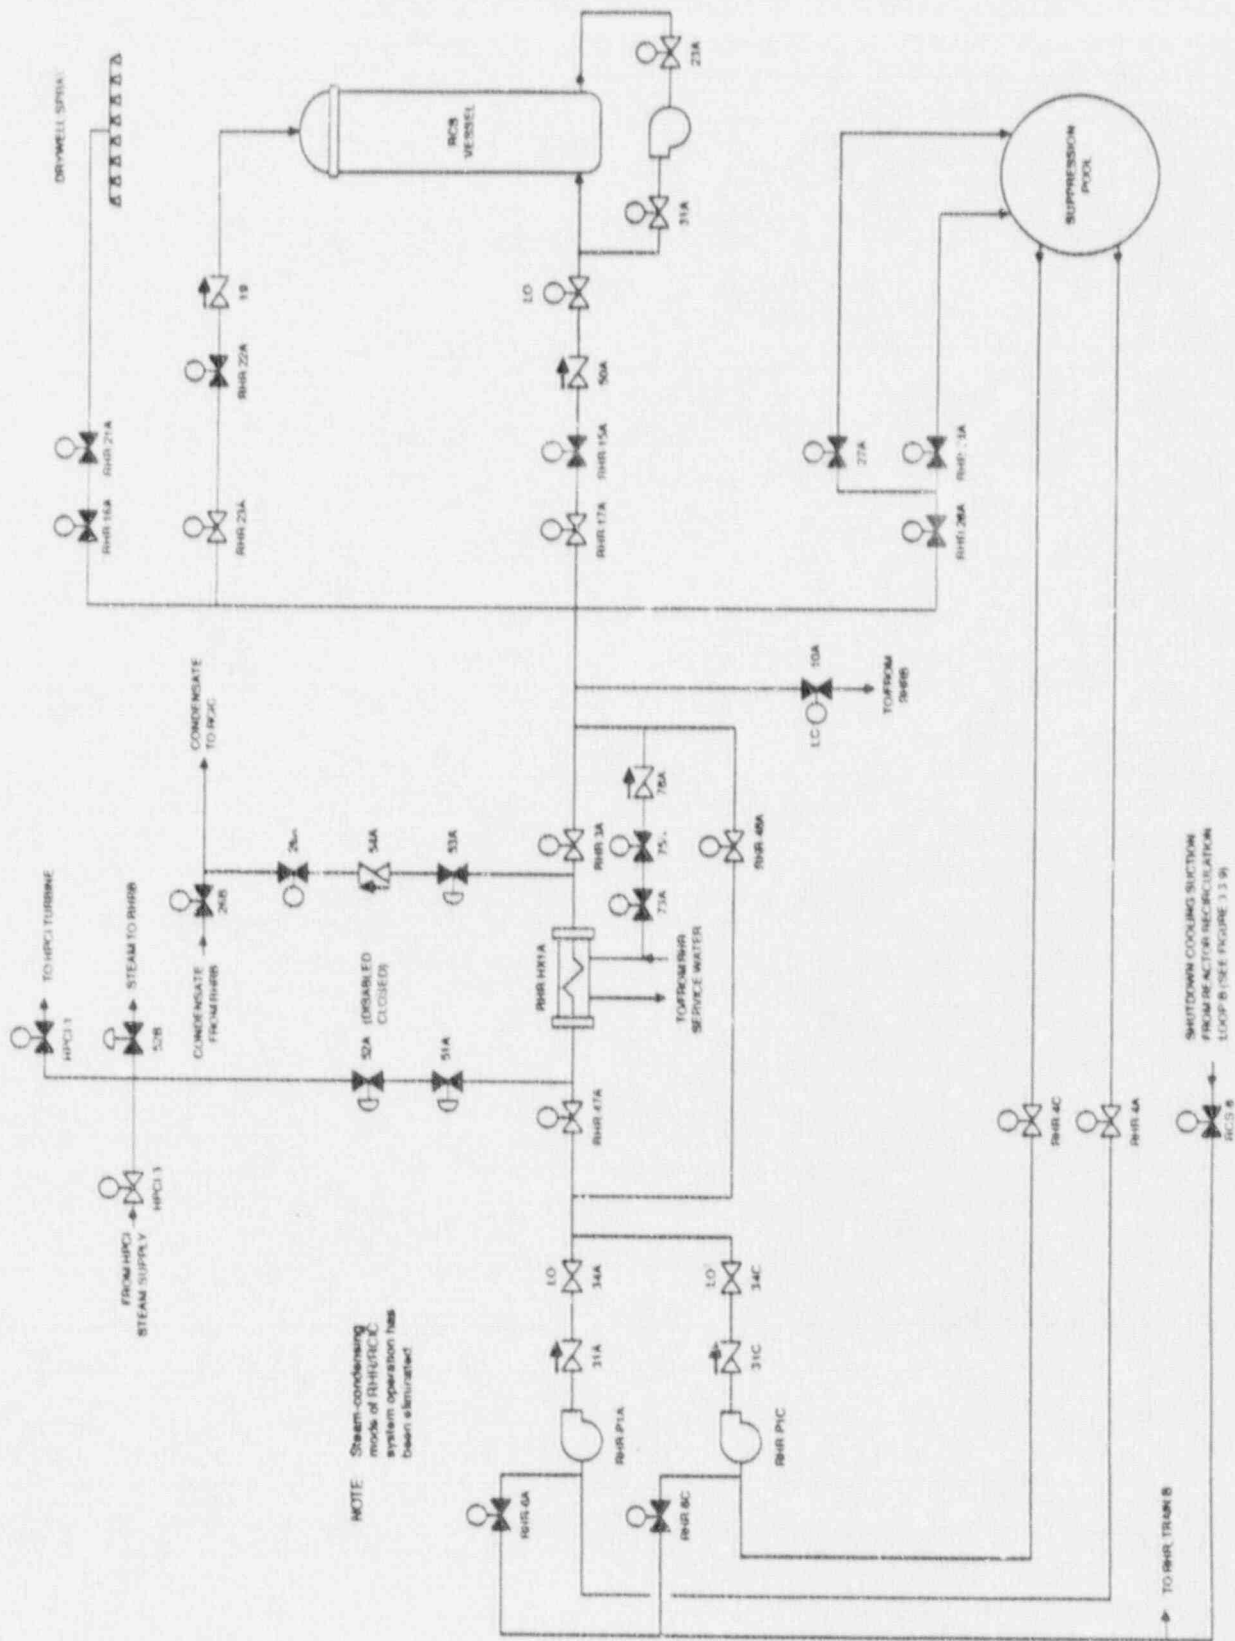 DRYWELL SPRAY
RHR 16A
RHR 21A
RHR 23A
RHR 22A
19
RCS
VESSEL
23A
31A
LO
50A
RHR 15A
RHR 17A
27A
RHR 26A
SUPPRESSION
POOL
TO HPCI TURBINE
STEAM TO RHRB
52B
HPCI 3
FROM HPCI
STEAM SUPPLY
CONDENSATE
TO RCIC
CONDENSATE
FROM RHRB
26B
54A
53A
52A (DISABLED
CLOSED)
51A
RHR 47A
RHR HX1A
RHR 3A
73A
78A
RHR 48A
TO/FROM RHR
SERVICE WATER
10A
TO/FROM
RHRB
LO
34A
31A
RHR P1A
LO
34C
31C
RHR P1C
RHR 6A
RHR 6C
RHR 4C
RHR 4A
NOTE Steam-condensing
mode of RHR/RCIC
system operation has
been eliminated
SHUTDOWN COOLING SUCTION
FROM REACTOR RECIRCULATION
LOOP B (SEE FIGURE 3.3.9)
TO RHR, TRAIN B